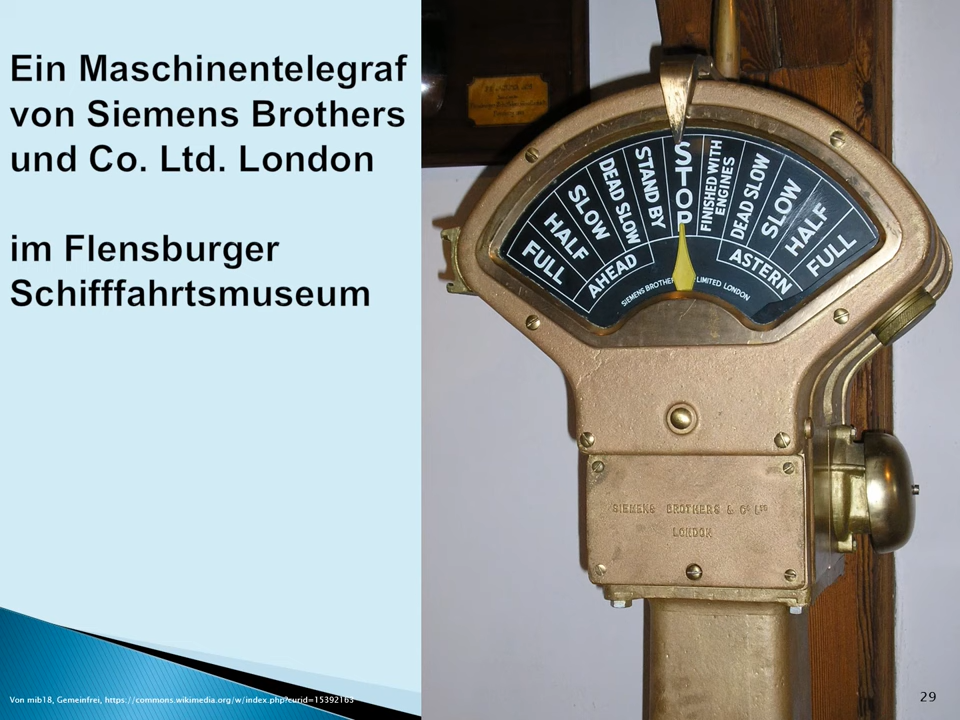 Ein Maschinentelegraf
von Siemens Brothers
und Co. Ltd. London
im Flensburger
Schifffahrtsmuseum
FULL
HALF
SLOW
DEAD SLOW
STAND BY
STOP
FINISHED WITH
ENGINES
DEAD SLOW
SLOW
HALF
FULL
AHEAD
ASTERN
SIEMENS BROTHE
LIMITED LONDON
SIEMENS BROTHERS & Cº Lᵀᴰ
LONDON
Von mib18, Gemeinfrei, https://commons.wikimedia.org/w/index.php?curid=15392163
29